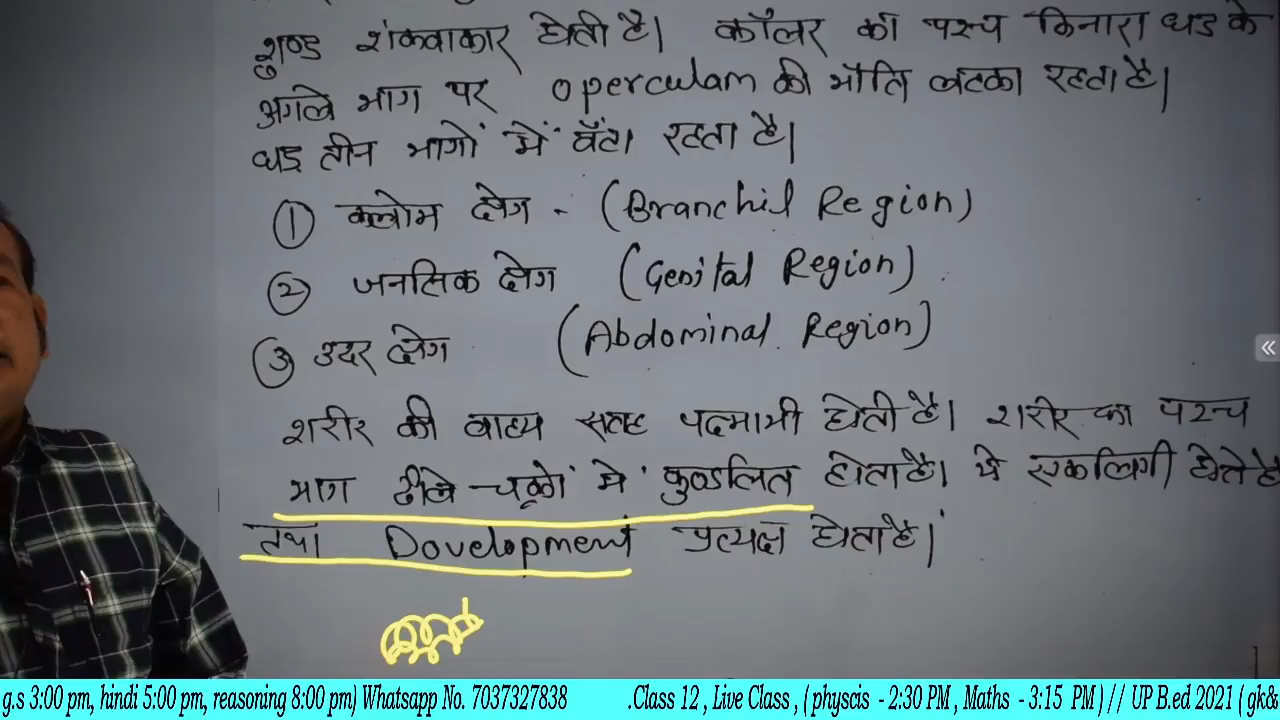 शुण्ड शंक्वाकार होती है। कॉलर का पश्च किनारा धड के
अगले भाग पर operculam की भाँति लटका रहता है।
धड तीन भागों में बँटा रहता है।
① क्लोम क्षेत्र - (Branchil Region)
② जनसिक क्षेत्र (Genital Region)
③ उदर क्षेत्र (Abdominal Region)
शरीर की वाह्य सतह पक्ष्माभी होती है। शरीर का पश्च
भाग ढीले चक्रों में कुण्डलित होता है। ये एकलिंगी होते है
तथा Dovelopment प्रत्यक्ष होता है।
g.s 3:00 pm, hindi 5:00 pm, reasoning 8:00 pm) Whatsapp No. 7037327838 .Class 12 , Live Class , ( physcis - 2:30 PM , Maths - 3:15 PM ) // UP B.ed 2021 ( gk&